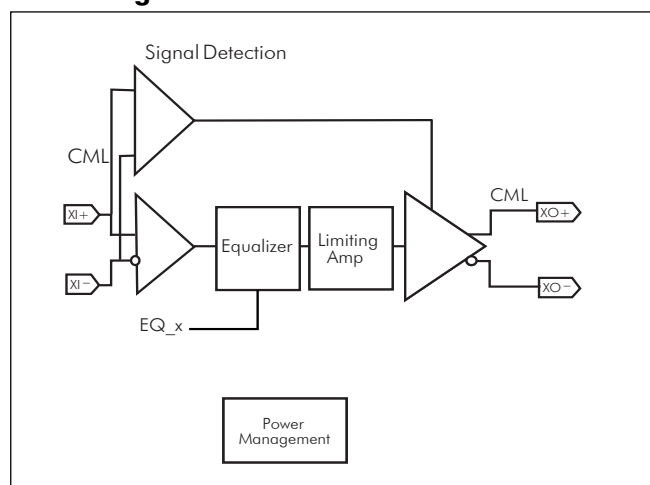 Signal Detection
CML
XI+
XI-
Equalizer
Limiting
Amp
CML
XO+
XO-
EQ_x
Power
Management